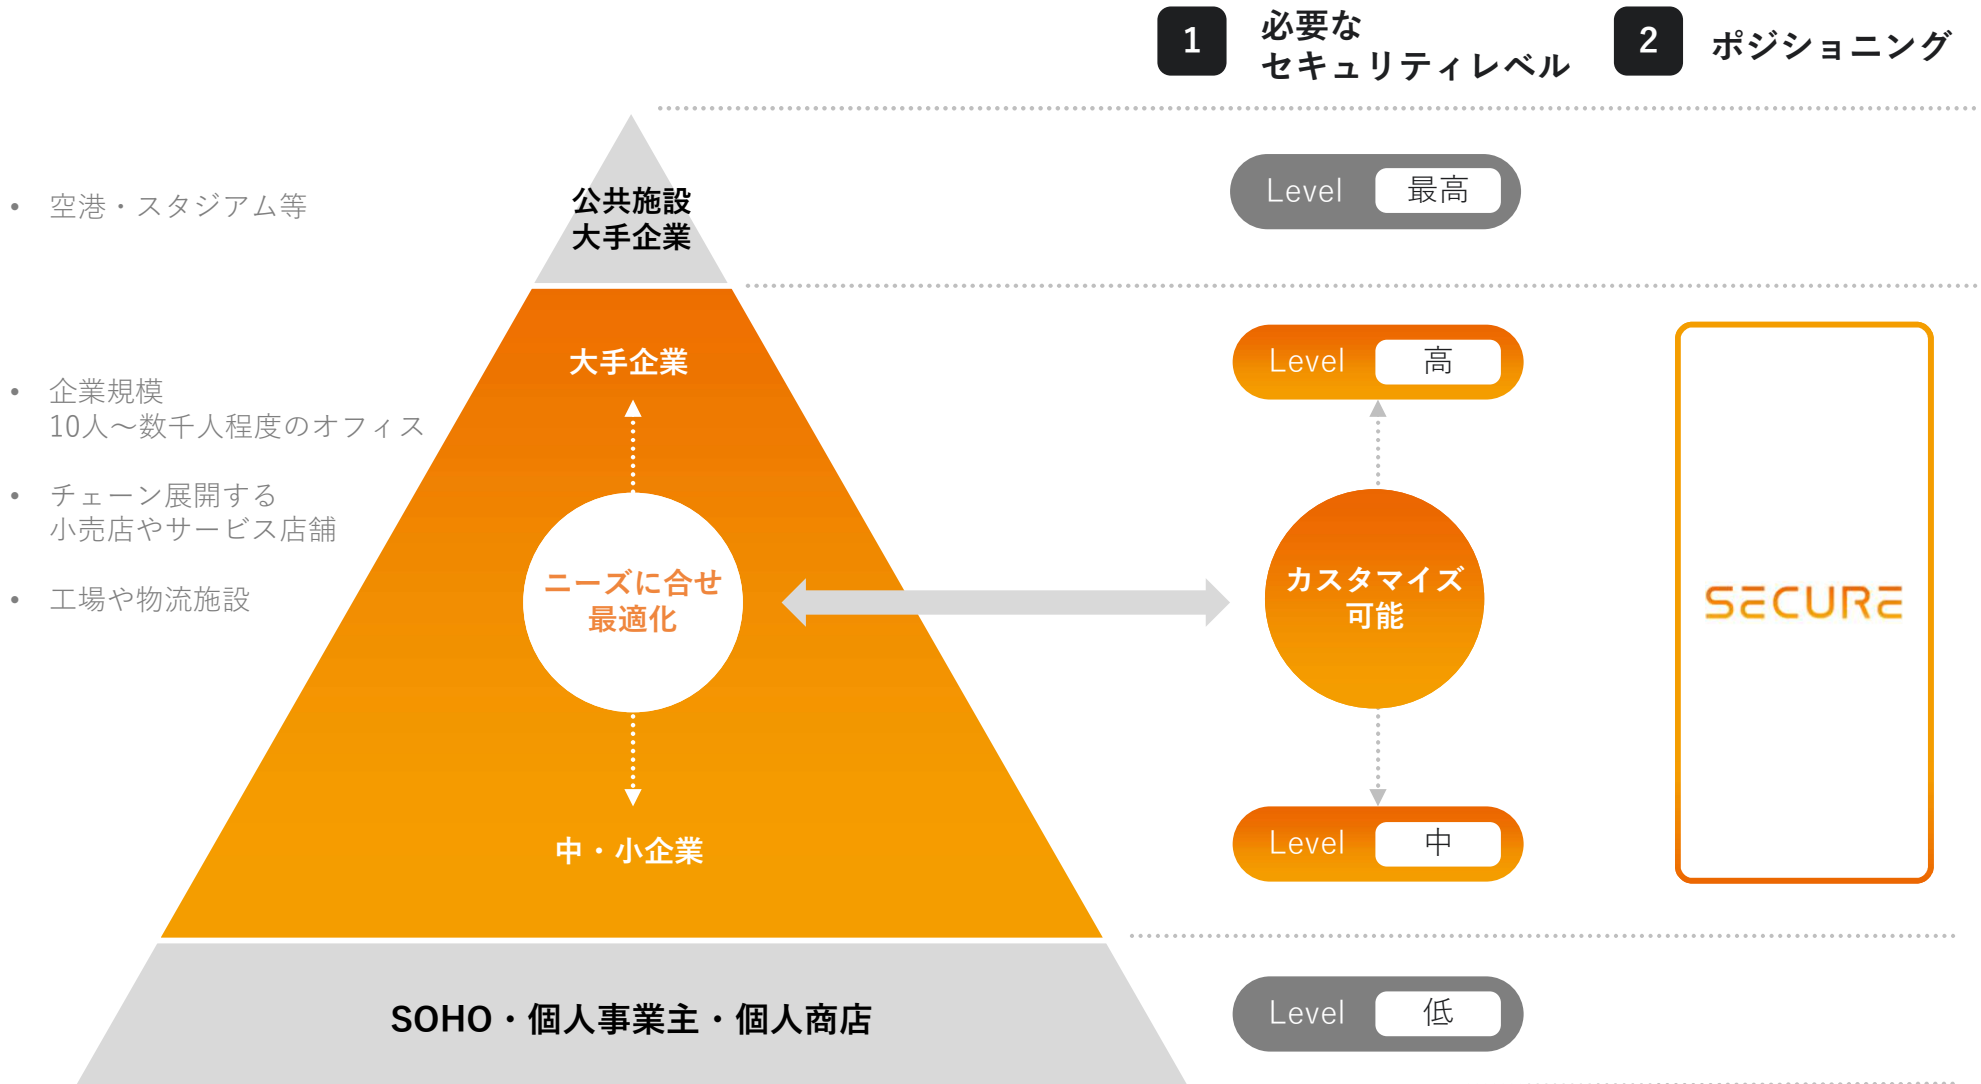 1
必要な
セキュリティレベル
2
ポジショニング
• 空港・スタジアム等
公共施設
大手企業
Level 最高
• 企業規模
10人～数千人程度のオフィス
• チェーン展開する
小売店やサービス店舗
• 工場や物流施設
大手企業
ニーズに合せ
最適化
中・小企業
Level 高
カスタマイズ
可能
Level 中
SECURE
SOHO・個人事業主・個人商店
Level 低